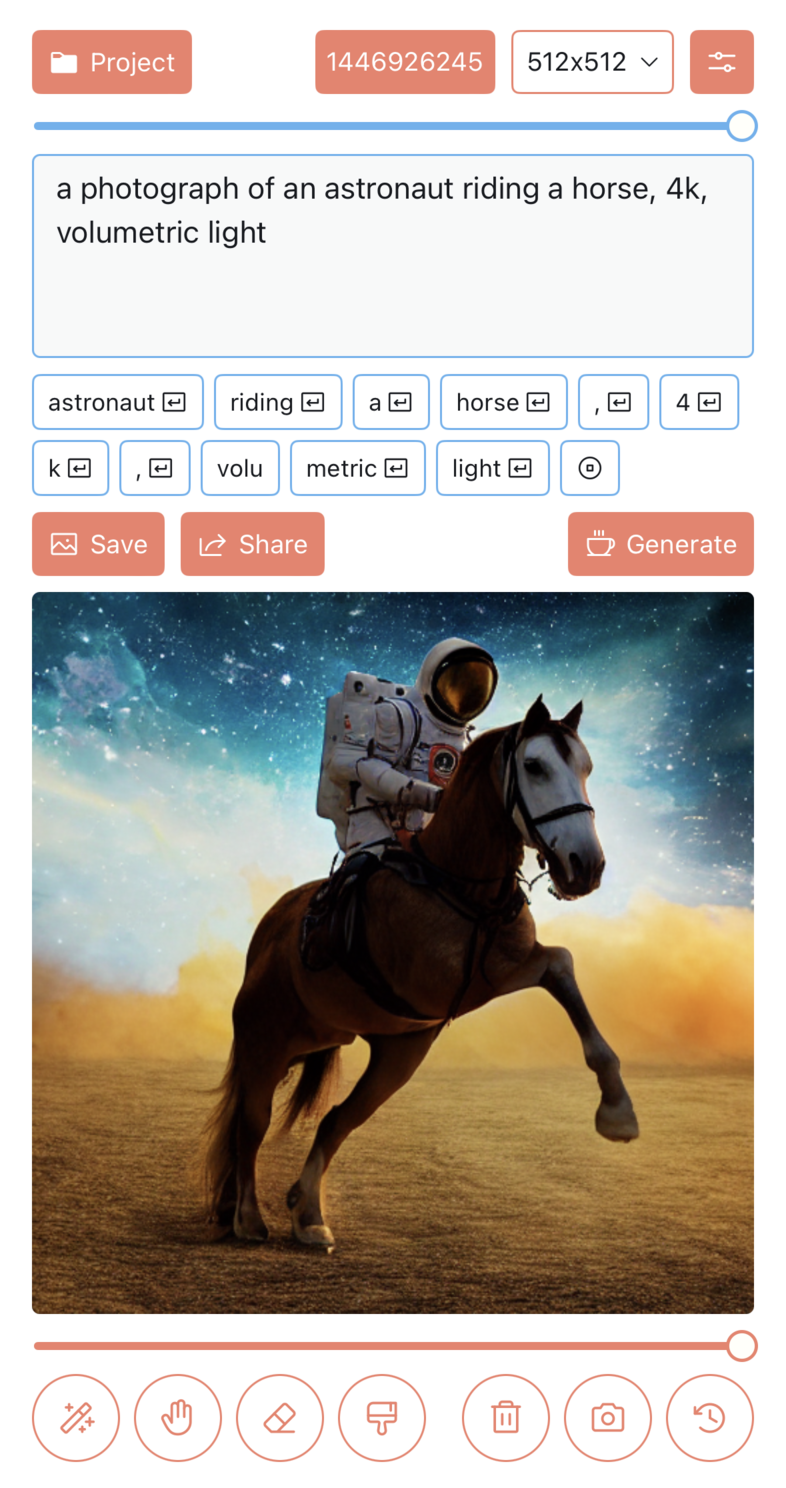 Project 1446926245 512x512
a photograph of an astronaut riding a horse, 4k,
volumetric light
astronaut riding a horse , 4
k , volu metric light
Save Share Generate